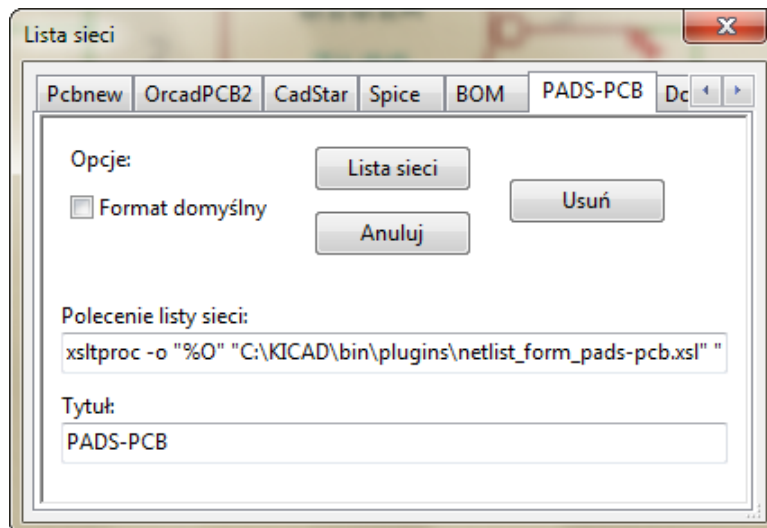 Lista sieci
Pcbnew OrcadPCB2 CadStar Spice BOM PADS-PCB Dc
Opcje:
Lista sieci
Format domyślny
Usuń
Anuluj
Polecenie listy sieci:
xsltproc -o "%O" "C:\KICAD\bin\plugins\netlist_form_pads-pcb.xsl" "
Tytuł:
PADS-PCB